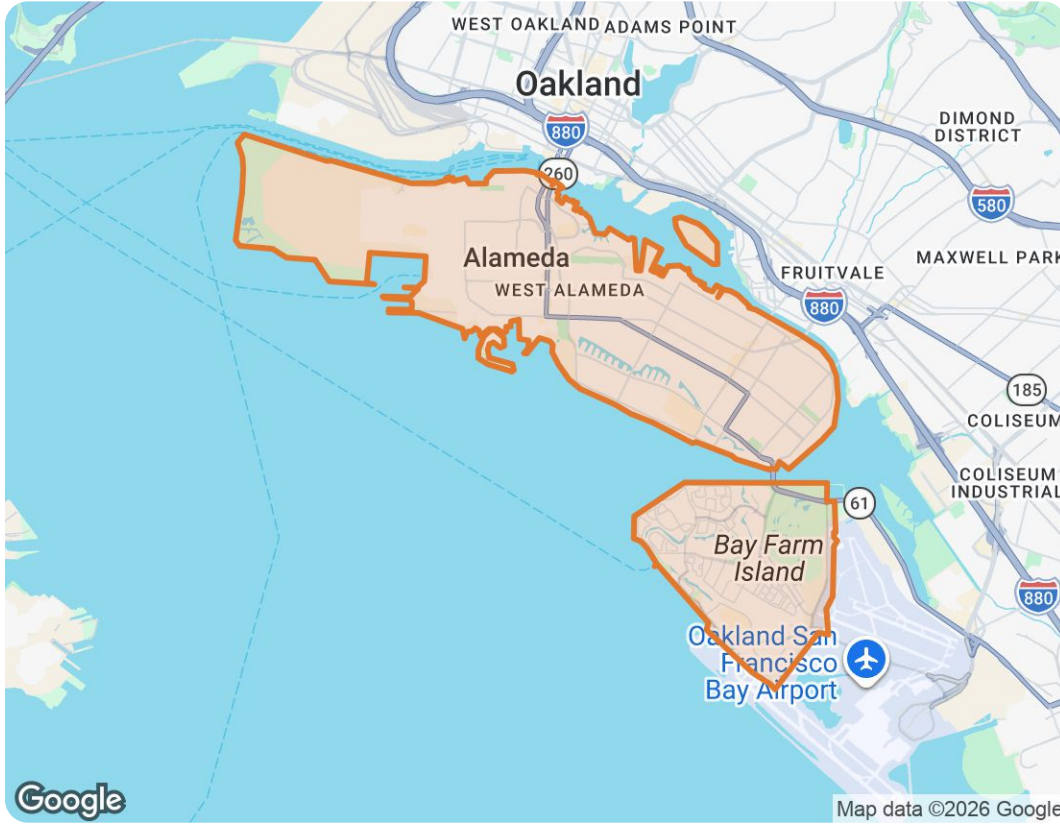 WEST OAKLAND
ADAMS POINT
Oakland
880
DIMOND
DISTRICT
260
580
Alameda
WEST ALAMEDA
MAXWELL PARK
FRUITVALE
880
185
COLISEUM
COLISEUM
INDUSTRIAL
61
Bay Farm
Island
880
Oakland San
Francisco
Bay Airport
Google
Map data ©2026 Google